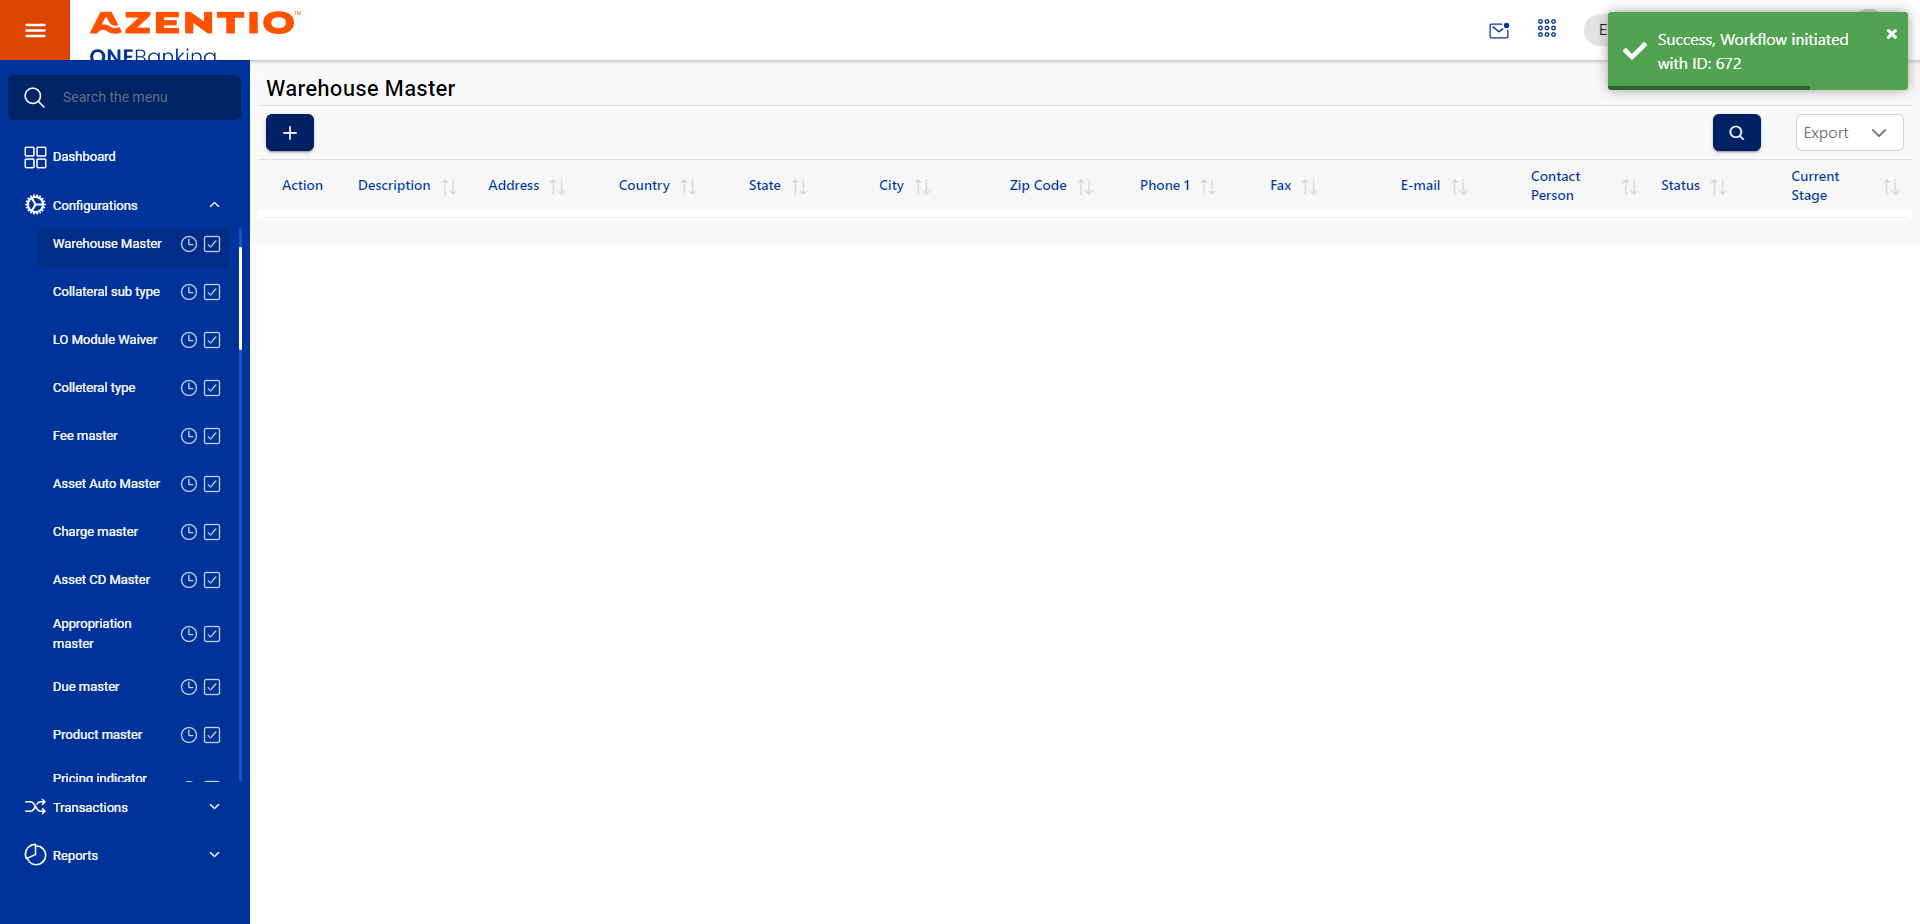 AZENTIO™
ONEBanking
Success, Workflow initiated
with ID: 672
Search the menu
Dashboard
Configurations
Warehouse Master
Collateral sub type
LO Module Waiver
Colleteral type
Fee master
Asset Auto Master
Charge master
Asset CD Master
Appropriation
master
Due master
Product master
Pricing indicator
Transactions
Reports
Warehouse Master
Export
Action Description Address Country State City Zip Code Phone 1 Fax E-mail Contact Person Status Current Stage